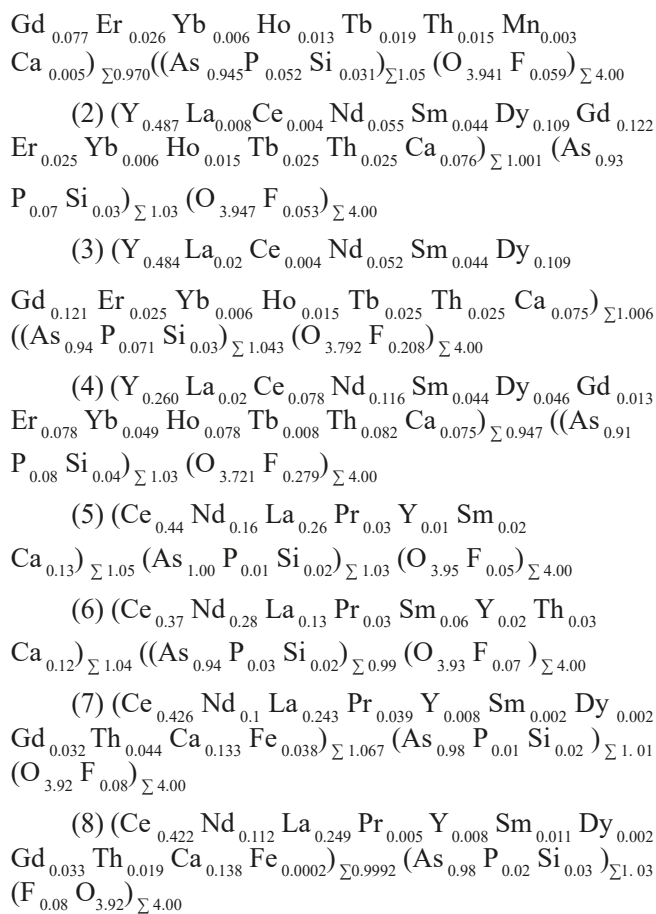 Gd 0.077 Er 0.026 Yb 0.006 Ho 0.013 Tb 0.019 Th 0.015 Mn 0.003
Ca 0.005) ∑0.970((As 0.945P 0.052 Si 0.031)∑1.05 (O 3.941 F 0.059)∑ 4.00
(2) (Y 0.487 La 0.008Ce 0.004 Nd 0.055 Sm 0.044 Dy 0.109 Gd 0.122
Er 0.025 Yb 0.006 Ho 0.015 Tb 0.025 Th 0.025 Ca 0.076)∑ 1.001 (As 0.93
P 0.07 Si 0.03)∑ 1.03 (O 3.947 F 0.053)∑ 4.00
(3) (Y 0.484 La 0.02 Ce 0.004 Nd 0.052 Sm 0.044 Dy 0.109
Gd 0.121 Er 0.025 Yb 0.006 Ho 0.015 Tb 0.025 Th 0.025 Ca 0.075)∑1.006
((As 0.94 P 0.071 Si 0.03)∑ 1.043 (O 3.792 F 0.208)∑ 4.00
(4) (Y 0.260 La 0.02 Ce 0.078 Nd 0.116 Sm 0.044 Dy 0.046 Gd 0.013
Er 0.078 Yb 0.049 Ho 0.078 Tb 0.008 Th 0.082 Ca 0.075)∑ 0.947 ((As 0.91
P 0.08 Si 0.04)∑ 1.03 (O 3.721 F 0.279)∑ 4.00
(5) (Ce 0.44 Nd 0.16 La 0.26 Pr 0.03 Y 0.01 Sm 0.02
Ca 0.13)∑ 1.05 (As 1.00 P 0.01 Si 0.02)∑ 1.03 (O 3.95 F 0.05)∑ 4.00
(6) (Ce 0.37 Nd 0.28 La 0.13 Pr 0.03 Sm 0.06 Y 0.02 Th 0.03
Ca 0.12)∑ 1.04 ((As 0.94 P 0.03 Si 0.02)∑ 0.99 (O 3.93 F 0.07 )∑ 4.00
(7) (Ce 0.426 Nd 0.1 La 0.243 Pr 0.039 Y 0.008 Sm 0.002 Dy 0.002
Gd 0.032 Th 0.044 Ca 0.133 Fe 0.038)∑ 1.067 (As 0.98 P 0.01 Si 0.02 )∑ 1. 01
(O 3.92 F 0.08)∑ 4.00
(8) (Ce 0.422 Nd 0.112 La 0.249 Pr 0.005 Y 0.008 Sm 0.011 Dy 0.002
Gd 0.033 Th 0.019 Ca 0.138 Fe 0.0002)∑0.9992 (As 0.98 P 0.02 Si 0.03 )∑1. 03
(F 0.08 O 3.92)∑ 4.00